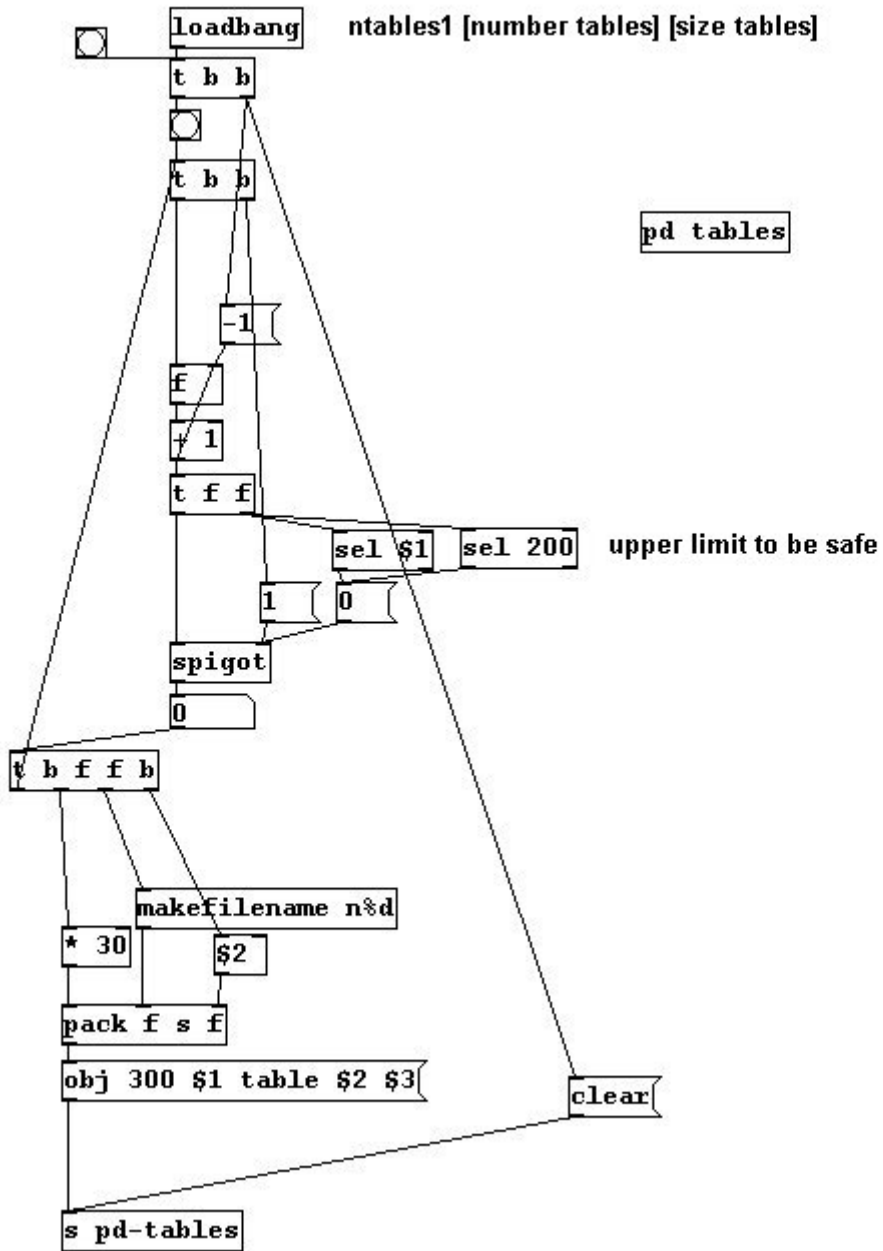 loadbang
ntables1 [number tables] [size tables]
t b b
t b b
pd tables
-1
f
+ 1
t f f
sel $1
sel 200
upper limit to be safe
1
0
spigot
0
t b f f b
makefilename n%d
* 30
$2
pack f s f
obj 300 $1 table $2 $3
clear
s pd-tables